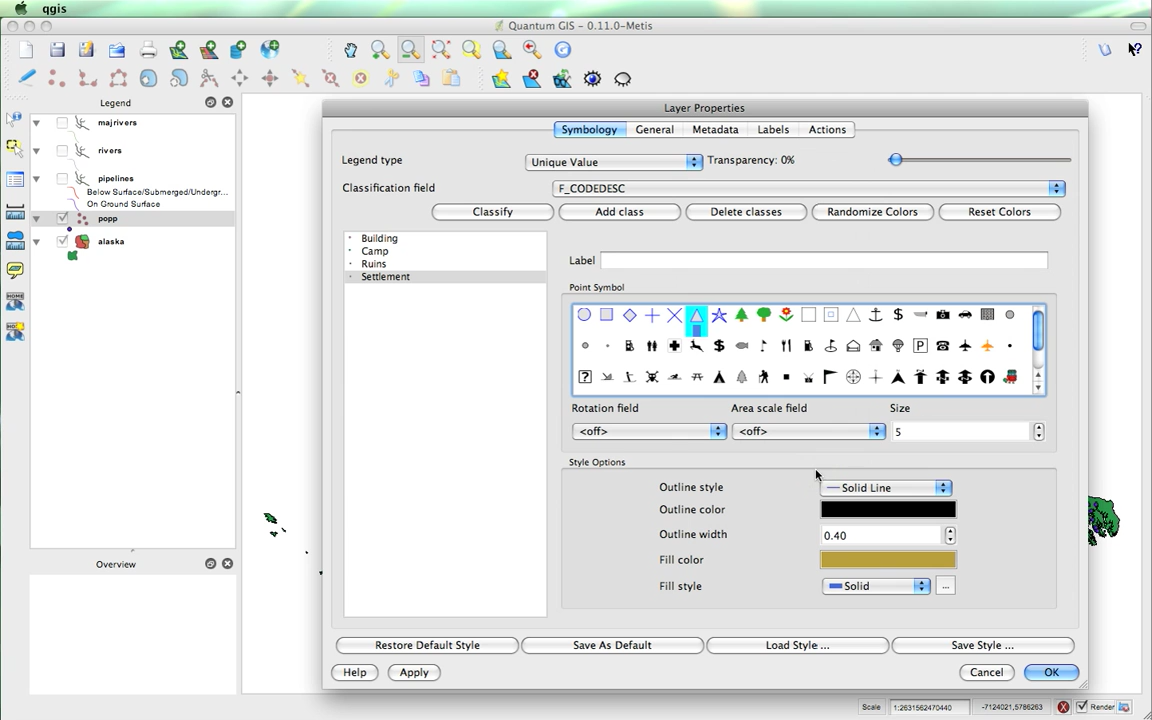 qgis
Quantum GIS - 0.11.0-Metis
Legend
majrivers
rivers
pipelines
Below Surface/Submerged/Undergr...
On Ground Surface
popp
alaska
Overview
Layer Properties
Symbology General Metadata Labels Actions
Legend type Unique Value Transparency: 0%
Classification field F_CODEDESC
Classify Add class Delete classes Randomize Colors Reset Colors
Building
Camp
Ruins
Settlement
Label
Point Symbol
Rotation field Area scale field Size
<off> <off> 5
Style Options
Outline style Solid Line
Outline color
Outline width 0.40
Fill color
Fill style Solid ...
Restore Default Style Save As Default Load Style ... Save Style ...
Help Apply Cancel OK
Scale 1:2631562470440 -7124021,5786263 Render